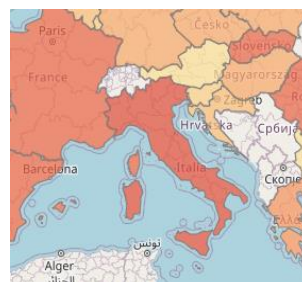 Česko
Paris
Slovensko
France
Magyarország
Zagreb
Hrvatska
Србија
Barcelona
Italia
Скопје
تونس
Alger